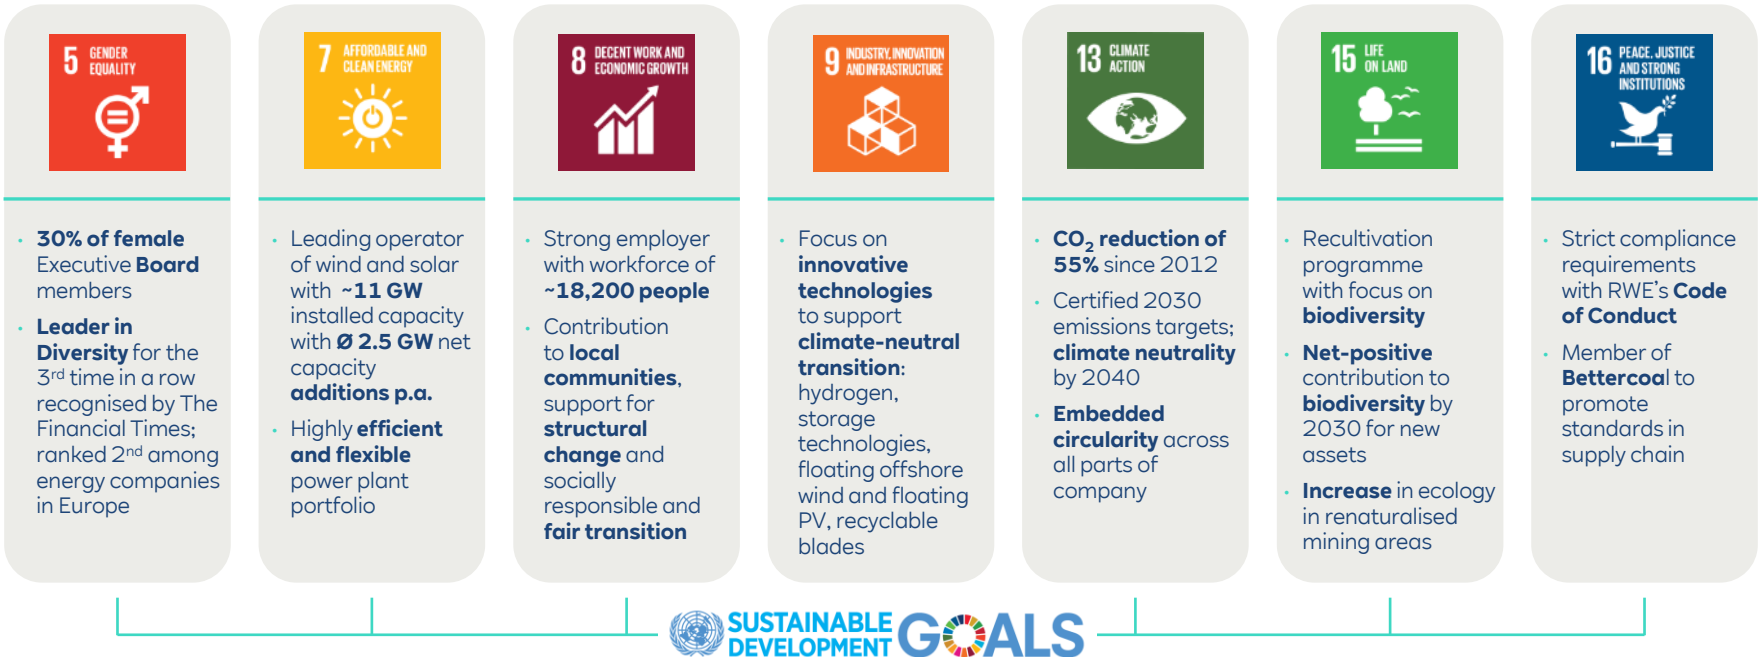 5 GENDER
EQUALITY
• 30% of female
Executive Board
members
• Leader in
Diversity for the
3rd time in a row
recognised by The
Financial Times;
ranked 2nd among
energy companies
in Europe
7 AFFORDABLE AND
CLEAN ENERGY
• Leading operator
of wind and solar
with ~11 GW
installed capacity
with Ø 2.5 GW net
capacity
additions p.a.
• Highly efficient
and flexible
power plant
portfolio
8 DECENT WORK AND
ECONOMIC GROWTH
• Strong employer
with workforce of
~18,200 people
• Contribution
to local
communities,
support for
structural
change and
socially
responsible and
fair transition
9 INDUSTRY, INNOVATION
AND INFRASTRUCTURE
• Focus on
innovative
technologies
to support
climate-neutral
transition:
hydrogen,
storage
technologies,
floating offshore
wind and floating
PV, recyclable
blades
13 CLIMATE
ACTION
• CO₂ reduction of
55% since 2012
• Certified 2030
emissions targets;
climate neutrality
by 2040
• Embedded
circularity across
all parts of
company
15 LIFE
ON LAND
• Recultivation
programme
with focus on
biodiversity
• Net-positive
contribution to
biodiversity by
2030 for new
assets
• Increase in ecology
in renaturalised
mining areas
16 PEACE, JUSTICE
AND STRONG
INSTITUTIONS
• Strict compliance
requirements
with RWE's Code
of Conduct
• Member of
Bettercoal to
promote
standards in
supply chain
SUSTAINABLE
DEVELOPMENT GOALS